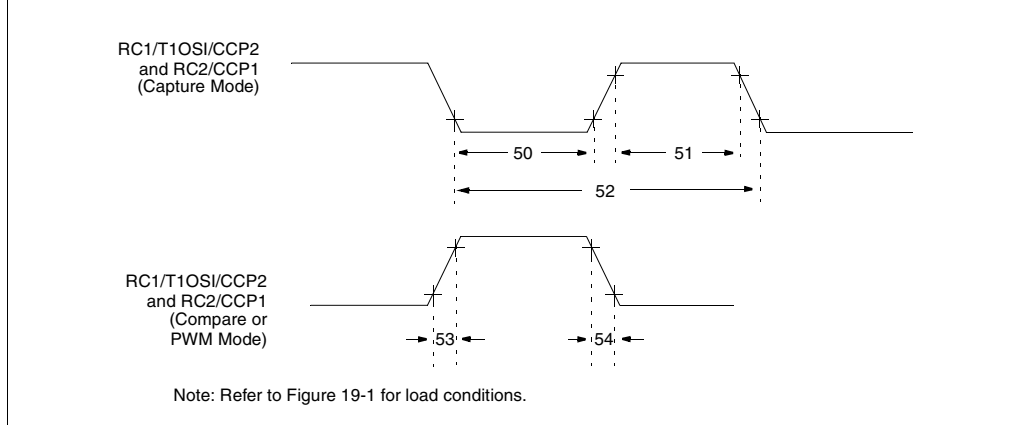 RC1/T1OSI/CCP2
and RC2/CCP1
(Capture Mode)
50
51
52
RC1/T1OSI/CCP2
and RC2/CCP1
(Compare or
PWM Mode)
53
54
Note: Refer to Figure 19-1 for load conditions.